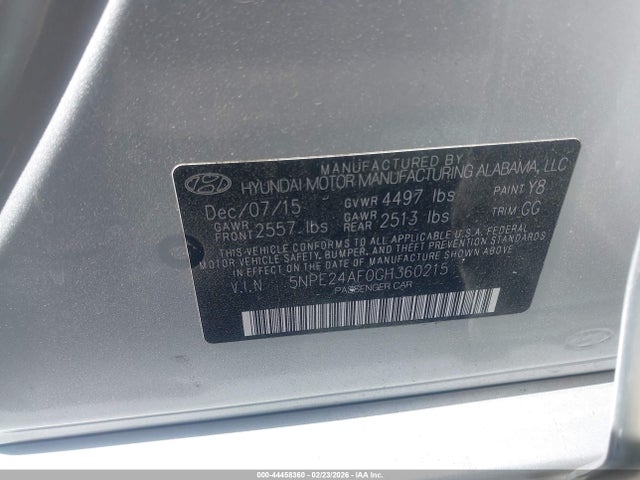 MANUFACTURED BY
HYUNDAI MOTOR MANUFACTURING ALABAMA, LLC
Dec/07/15 GVWR 4497 lbs PAINT Y8
GAWR FRONT 2557 lbs GAWR REAR 2513 lbs TRIM GG
THIS VEHICLE CONFORMS TO ALL APPLICABLE U.S.A. FEDERAL
MOTOR VEHICLE SAFETY, BUMPER, AND THEFT PREVENTION
STANDARDS IN EFFECT ON THE DATE OF MANUFACTURE SHOWN ABOVE
V.I.N 5NPE24AF0GH360215
PASSENGER CAR
000-44458360 - 02/23/2026 - IAA Inc.